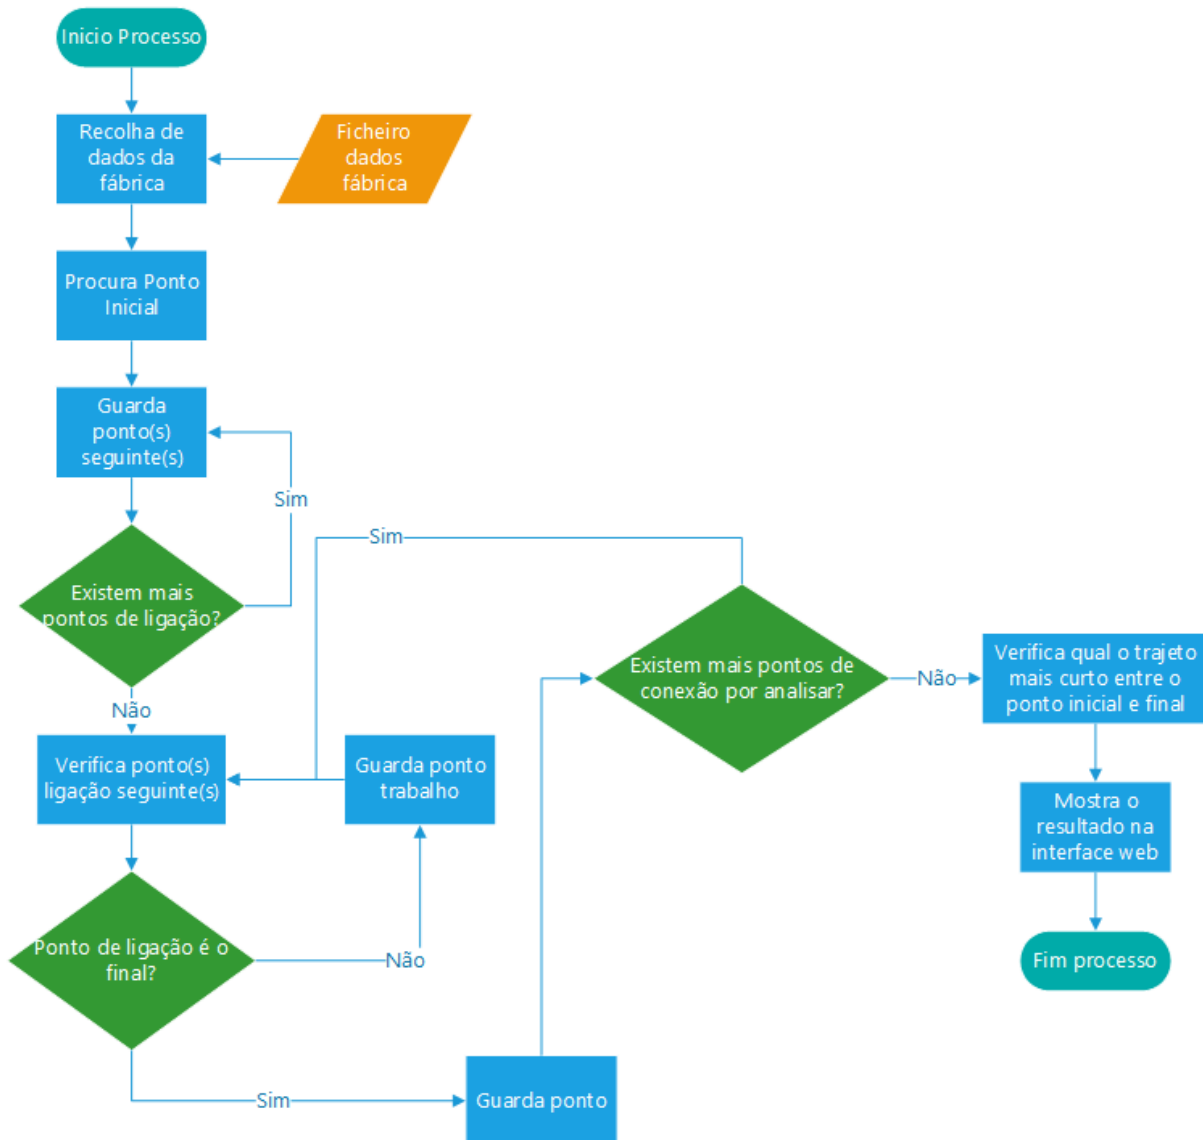 Inicio Processo
Recolha de
dados da
fábrica
Ficheiro
dados
fábrica
Procura Ponto
Inicial
Guarda
ponto(s)
seguinte(s)
Sim
Existem mais
pontos de ligação?
Sim
Não
Existem mais pontos de
conexão por analisar?
Não
Verifica qual o trajeto
mais curto entre o
ponto inicial e final
Verifica ponto(s)
ligação seguinte(s)
Guarda ponto
trabalho
Mostra o
resultado na
interface web
Ponto de ligação é o
final?
Não
Fim processo
Sim
Guarda ponto